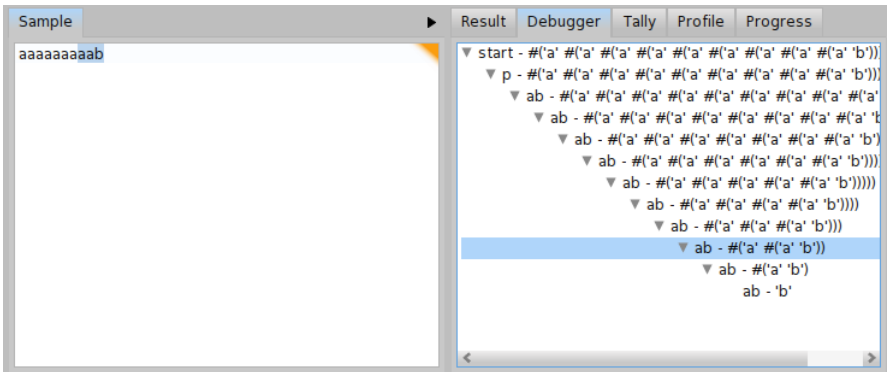 Sample
Result Debugger Tally Profile Progress
aaaaaaaaab
start - #('a' #('a' #('a' #('a' #('a' #('a' #('a' #('a' #('a' 'b')))
p - #('a' #('a' #('a' #('a' #('a' #('a' #('a' #('a' #('a' 'b')))
ab - #('a' #('a' #('a' #('a' #('a' #('a' #('a' #('a' #('a'
ab - #('a' #('a' #('a' #('a' #('a' #('a' #('a' #('a' 'b
ab - #('a' #('a' #('a' #('a' #('a' #('a' #('a' 'b')
ab - #('a' #('a' #('a' #('a' #('a' #('a' 'b'))))
ab - #('a' #('a' #('a' #('a' #('a' 'b')))))
ab - #('a' #('a' #('a' #('a' 'b'))))
ab - #('a' #('a' #('a' 'b')))
ab - #('a' #('a' 'b'))
ab - #('a' 'b')
ab - 'b'